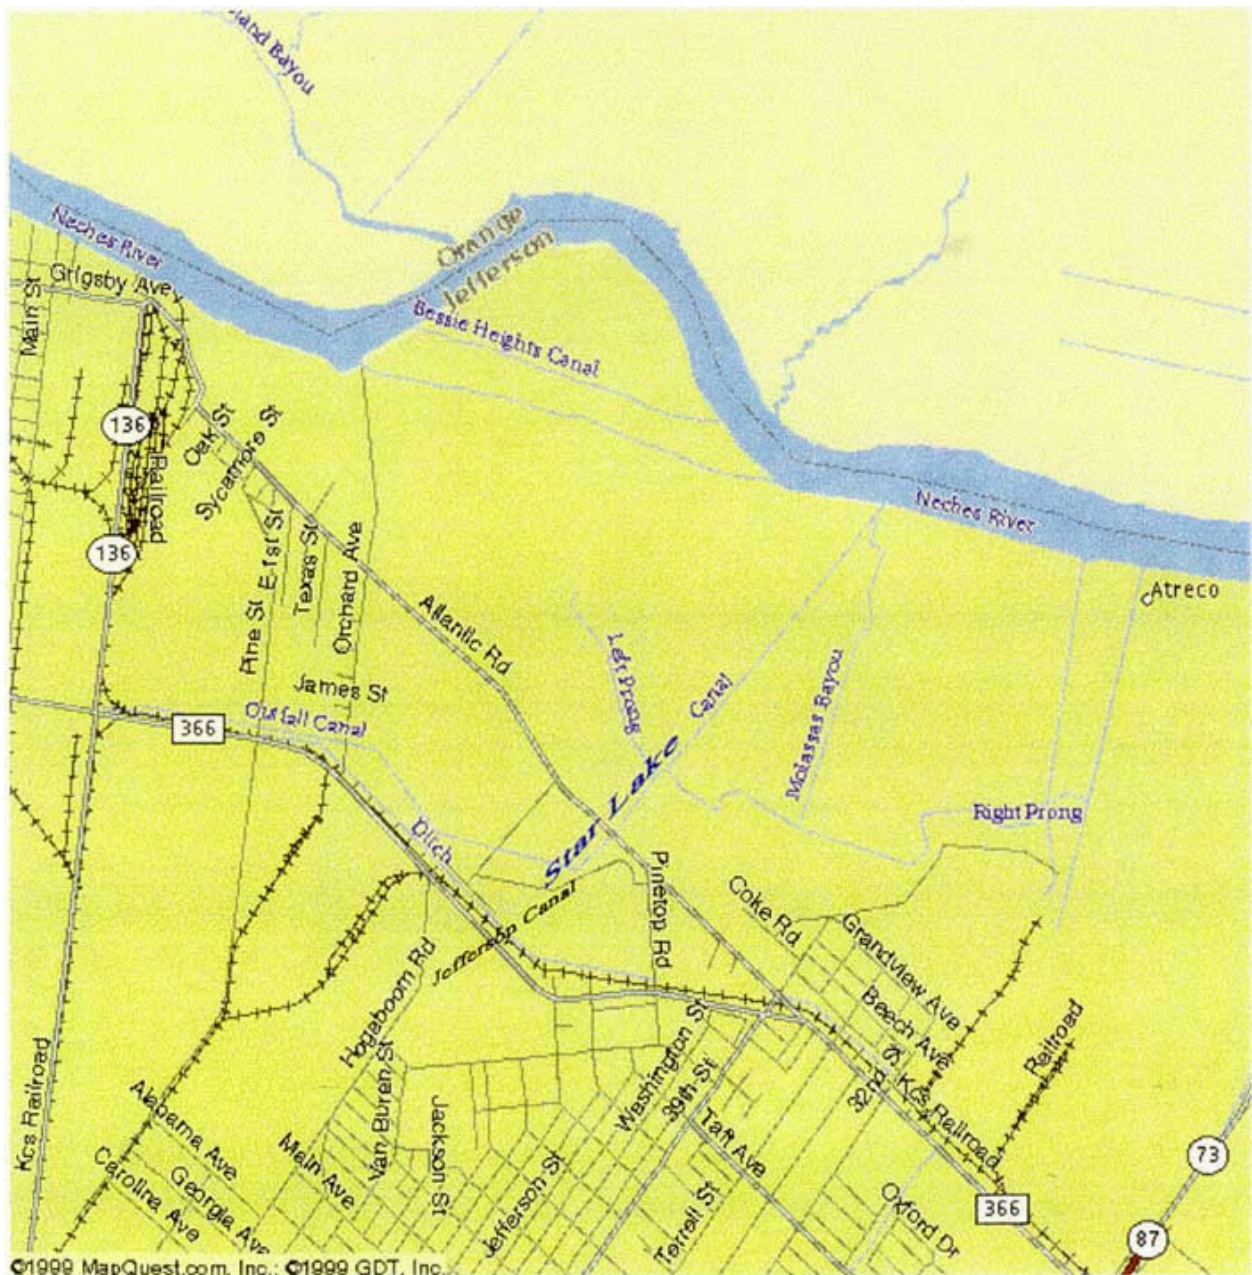 land Bayou
Orange
Jefferson
Neches River
Grigsby Ave
Main St
Bessie Heights Canal
136
Oak St
Sycamore St
Railroad
136
Neches River
Atreco
E 1st St
Texas St
Orchard Ave
Pine St
Atlantic Rd
Left Prong
Canal
Molassas Bayou
James St
Outfall Canal
366
Star Lake
Right Prong
Ditch
Pinetop Rd
Coke Rd
Jefferson Canal
Grandview Ave
Beech Ave
Hogaboom Rd
Washington St
39th St
32nd St
Kcs Railroad
Railroad
Kcs Railroad
Van Buren St
Jackson St
Taft Ave
Alabama Ave
Main Ave
Carolina Ave
Georgia Ave
Jefferson St
Terrell St
Oxford Dr
73
366
87
©1999 MapQuest.com, Inc.; ©1999 GDT, Inc.